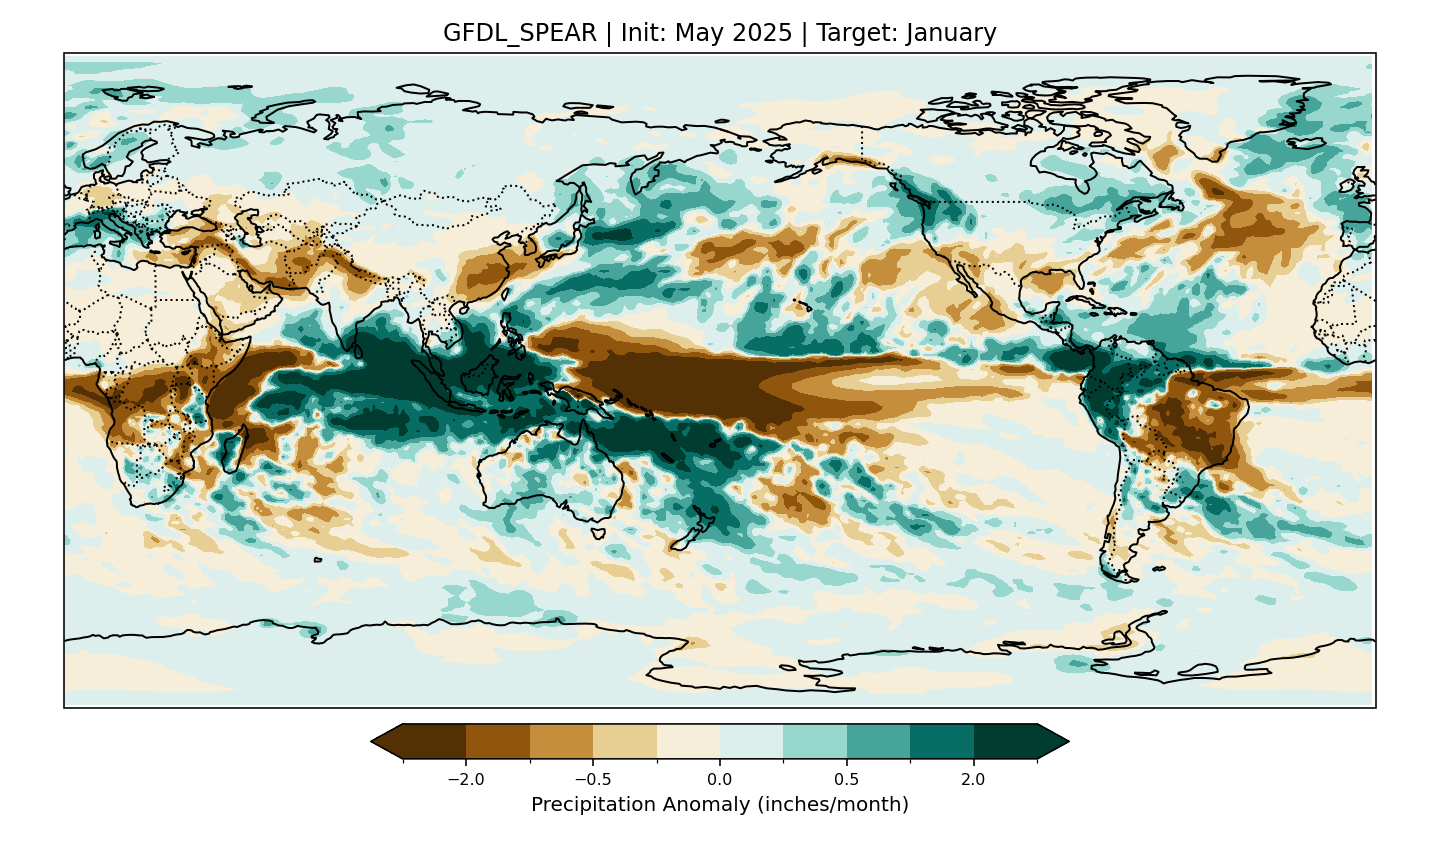 GFDL_SPEAR | Init: May 2025 | Target: January
−2.0 −0.5 0.0 0.5 2.0
Precipitation Anomaly (inches/month)